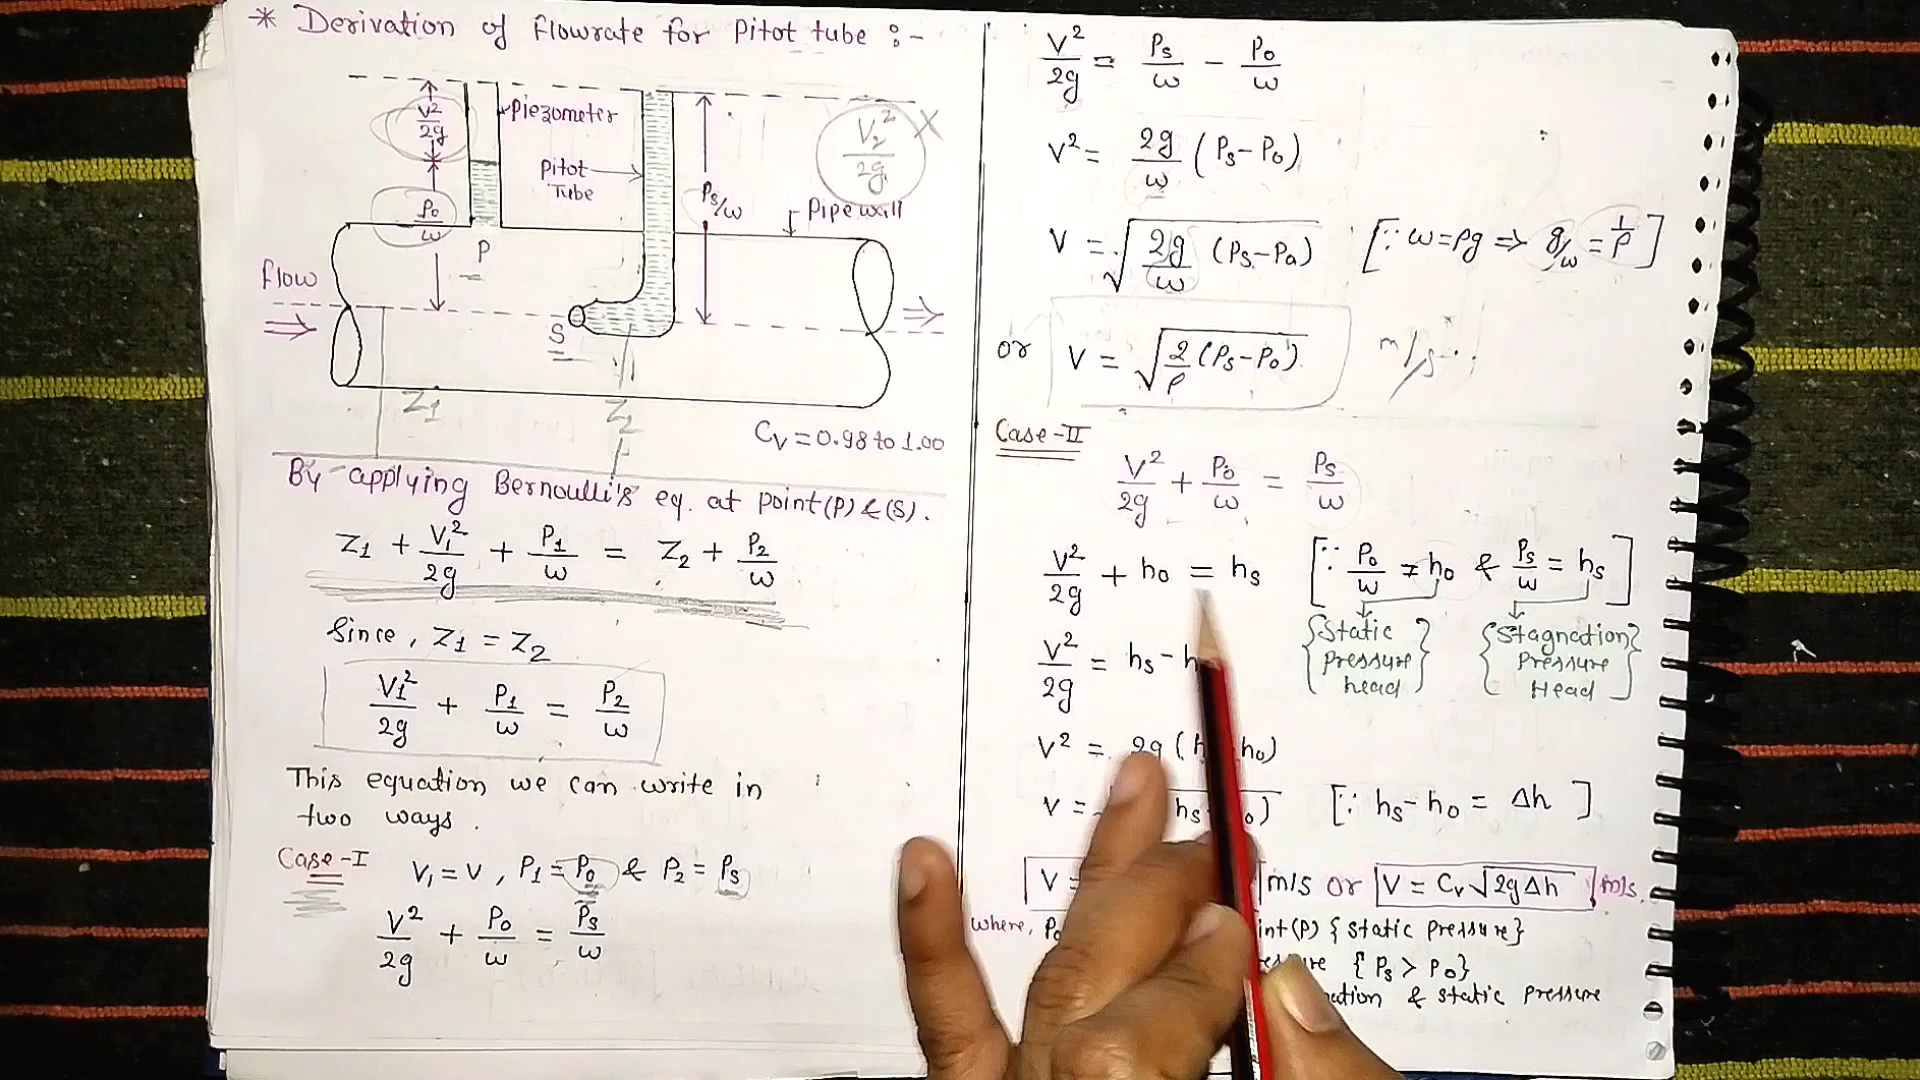 * Derivation of flowrate for Pitot tube :-
V²/2g
Piezometer
Pitot Tube
P₀/ω
P
Ps/ω
V₂²/2g X
Pipe wall
flow
S
Z₁
Z₂
Cv = 0.98 to 1.00
By applying Bernoulli's eq. at point (P) & (S).
Z₁ + V₁²/2g + P₁/ω = Z₂ + P₂/ω
Since, Z₁ = Z₂
V₁²/2g + P₁/ω = P₂/ω
This equation we can write in
two ways.
Case-I V₁ = V, P₁ = P₀ & P₂ = Ps
V²/2g + P₀/ω = Ps/ω
V²/2g = Ps/ω - P₀/ω
V² = 2g/ω (Ps-P₀)
V = √(2g/ω (Ps-Pa)) [∵ ω = ρg ⇒ g/ω = 1/ρ]
or V = √(2/ρ (Ps-P₀)) m/s
Case-II
V²/2g + P₀/ω = Ps/ω
V²/2g + h₀ = hs [∵ P₀/ω = h₀ & Ps/ω = hs]
{Static Pressure head} {Stagnation Pressure Head}
V²/2g = hs - h
V² = 2g (h h₀)
V = hs 0) [∵ hs - h₀ = Δh]
V = m/s or V = Cv √2gΔh m/s.
where, P₀ (P) {Static Pressure}
{Ps > P₀}
& static pressure